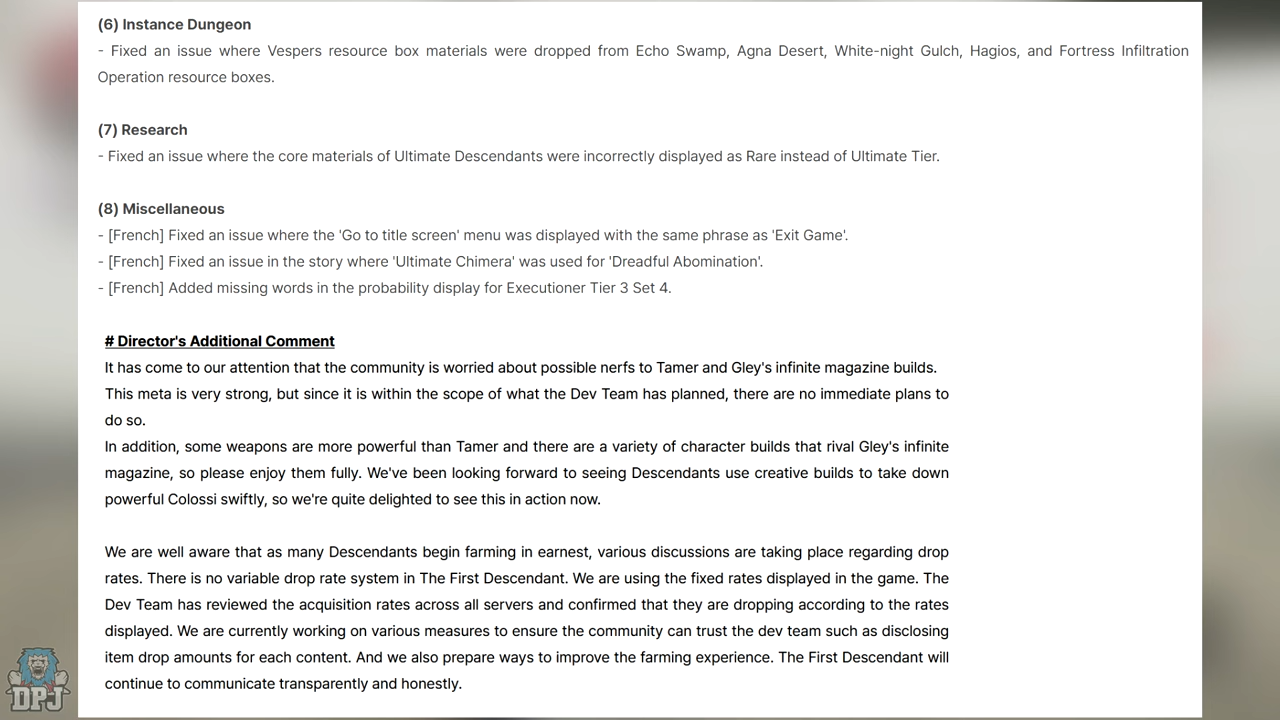 (6) Instance Dungeon
- Fixed an issue where Vespers resource box materials were dropped from Echo Swamp, Agna Desert, White-night Gulch, Hagios, and Fortress Infiltration
Operation resource boxes.
(7) Research
- Fixed an issue where the core materials of Ultimate Descendants were incorrectly displayed as Rare instead of Ultimate Tier.
(8) Miscellaneous
- [French] Fixed an issue where the 'Go to title screen' menu was displayed with the same phrase as 'Exit Game'.
- [French] Fixed an issue in the story where 'Ultimate Chimera' was used for 'Dreadful Abomination'.
- [French] Added missing words in the probability display for Executioner Tier 3 Set 4.
# Director's Additional Comment
It has come to our attention that the community is worried about possible nerfs to Tamer and Gley's infinite magazine builds.
This meta is very strong, but since it is within the scope of what the Dev Team has planned, there are no immediate plans to
do so.
In addition, some weapons are more powerful than Tamer and there are a variety of character builds that rival Gley's infinite
magazine, so please enjoy them fully. We've been looking forward to seeing Descendants use creative builds to take down
powerful Colossi swiftly, so we're quite delighted to see this in action now.
We are well aware that as many Descendants begin farming in earnest, various discussions are taking place regarding drop
rates. There is no variable drop rate system in The First Descendant. We are using the fixed rates displayed in the game. The
Dev Team has reviewed the acquisition rates across all servers and confirmed that they are dropping according to the rates
displayed. We are currently working on various measures to ensure the community can trust the dev team such as disclosing
item drop amounts for each content. And we also prepare ways to improve the farming experience. The First Descendant will
continue to communicate transparently and honestly.
DPJ